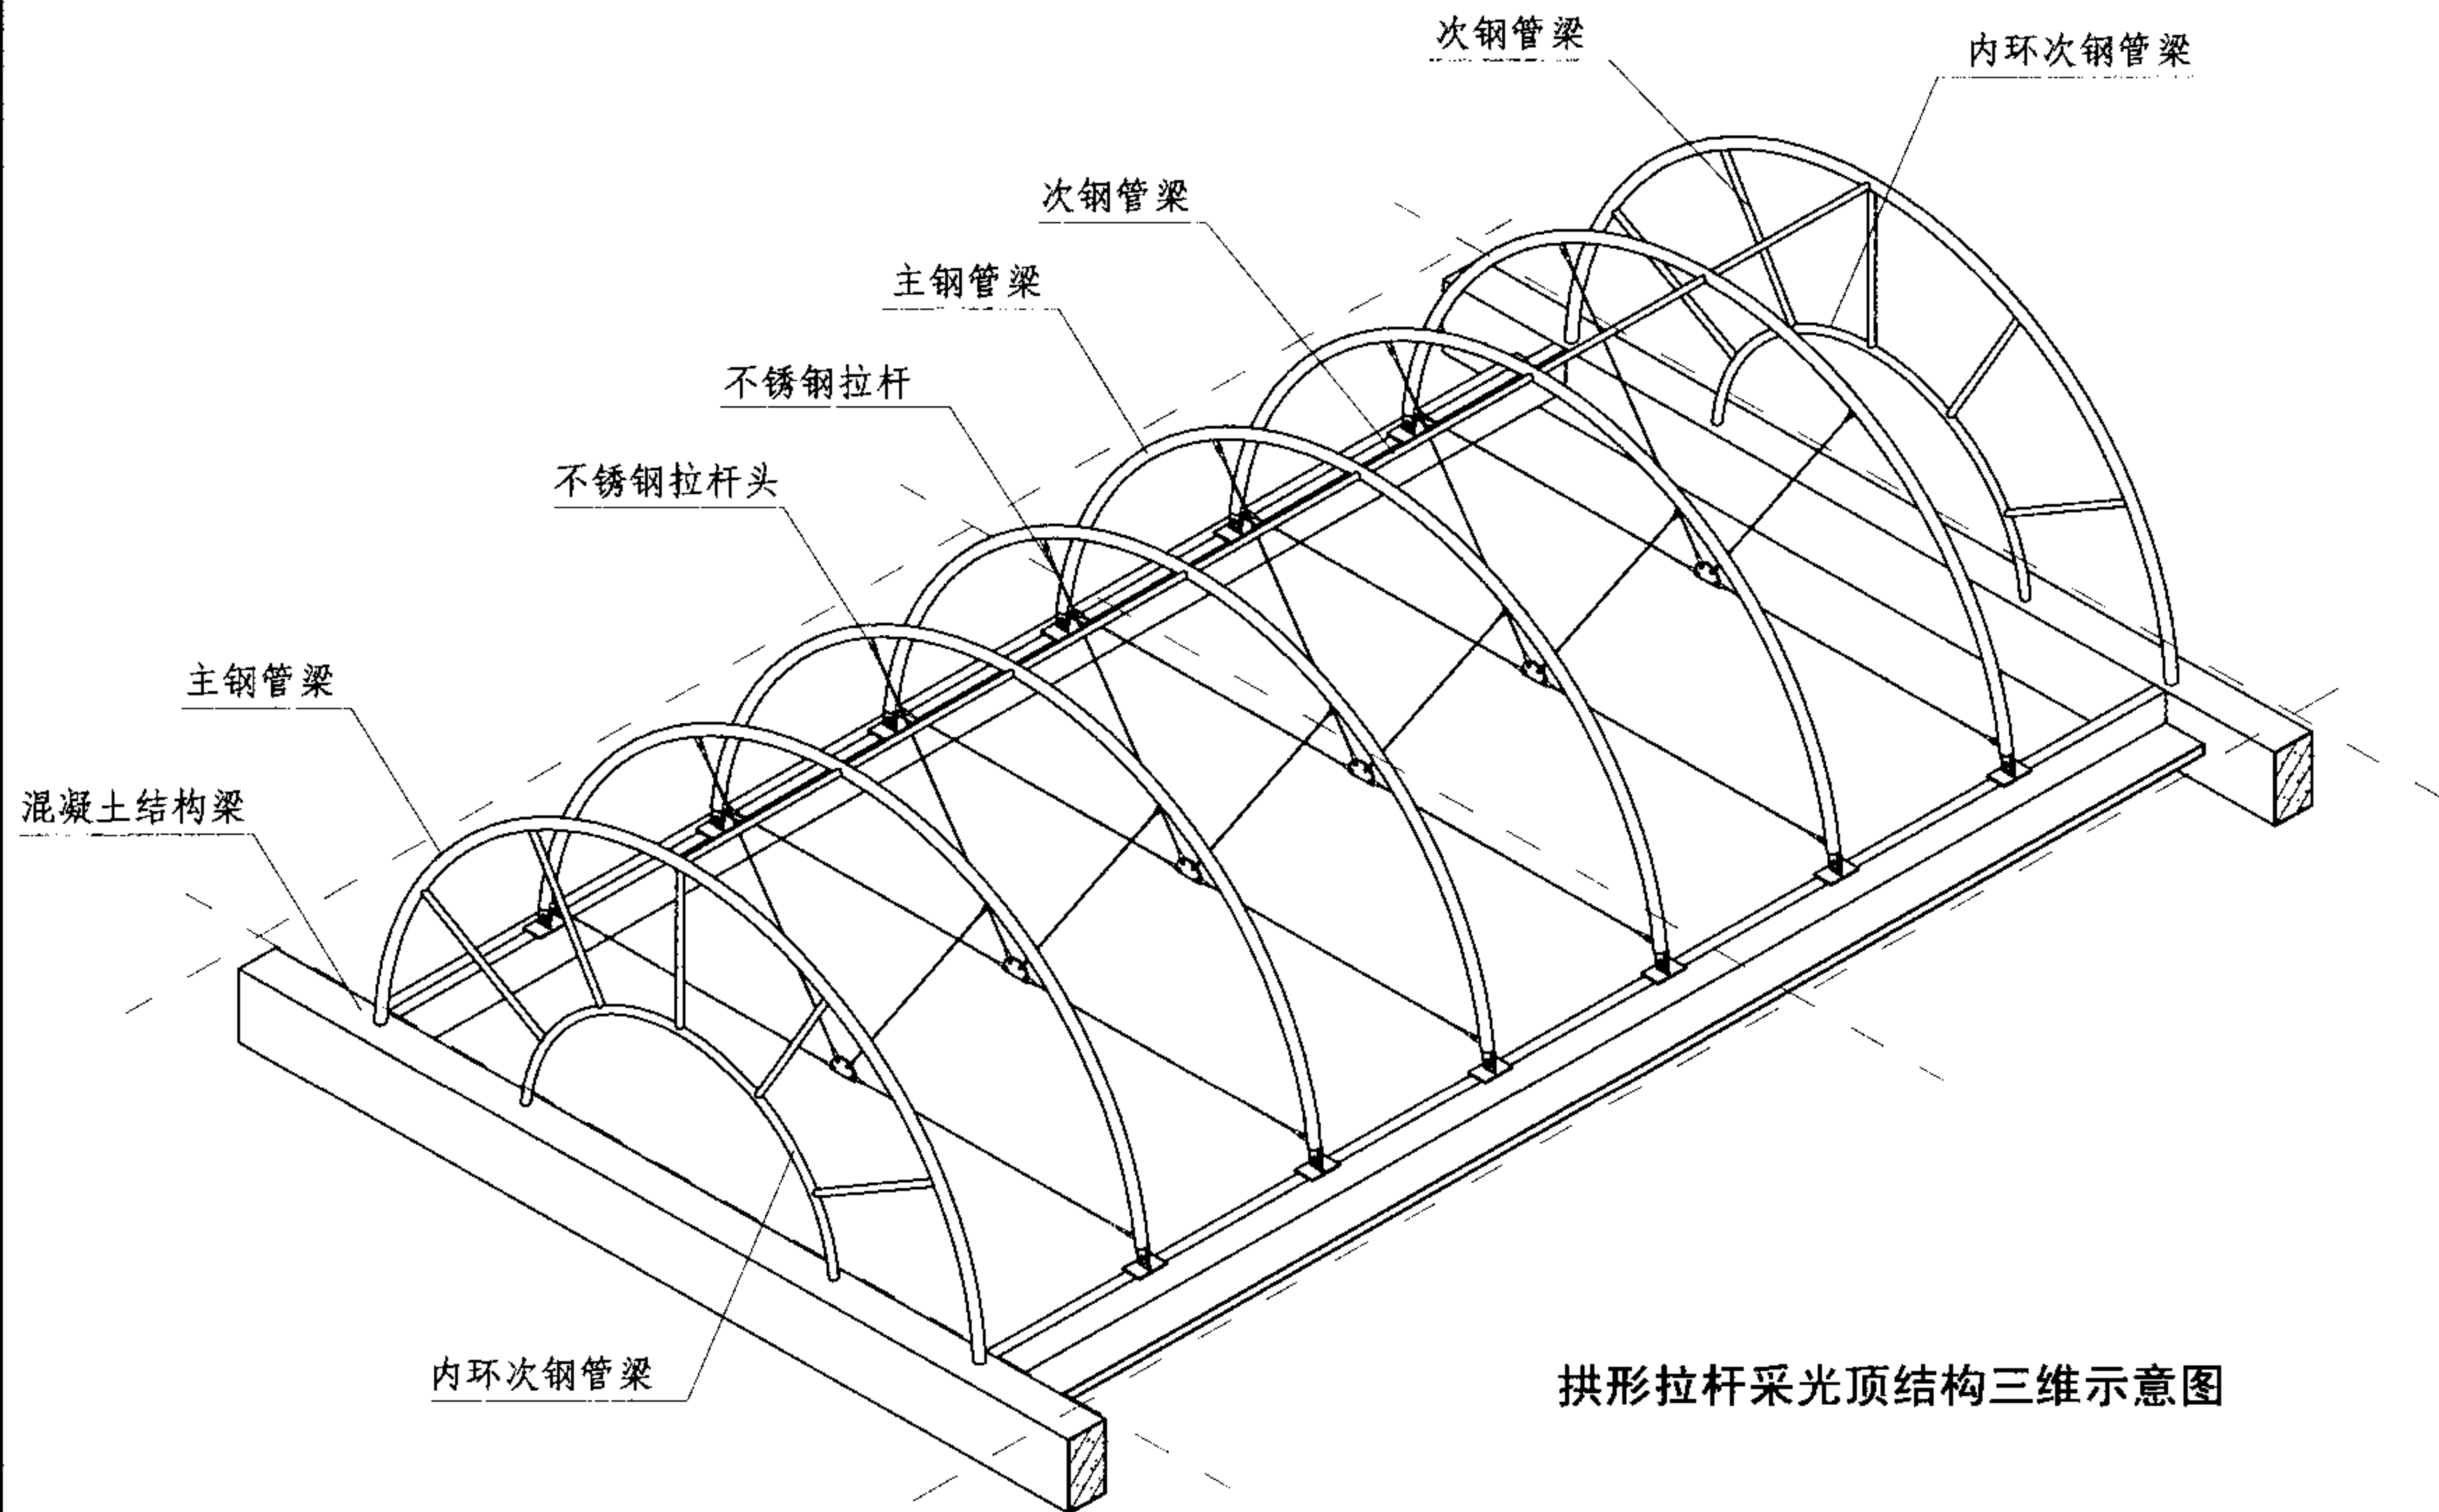 次钢管梁
内环次钢管梁
次钢管梁
主钢管梁
不锈钢拉杆
不锈钢拉杆头
主钢管梁
混凝土结构梁
内环次钢管梁
拱形拉杆采光顶结构三维示意图